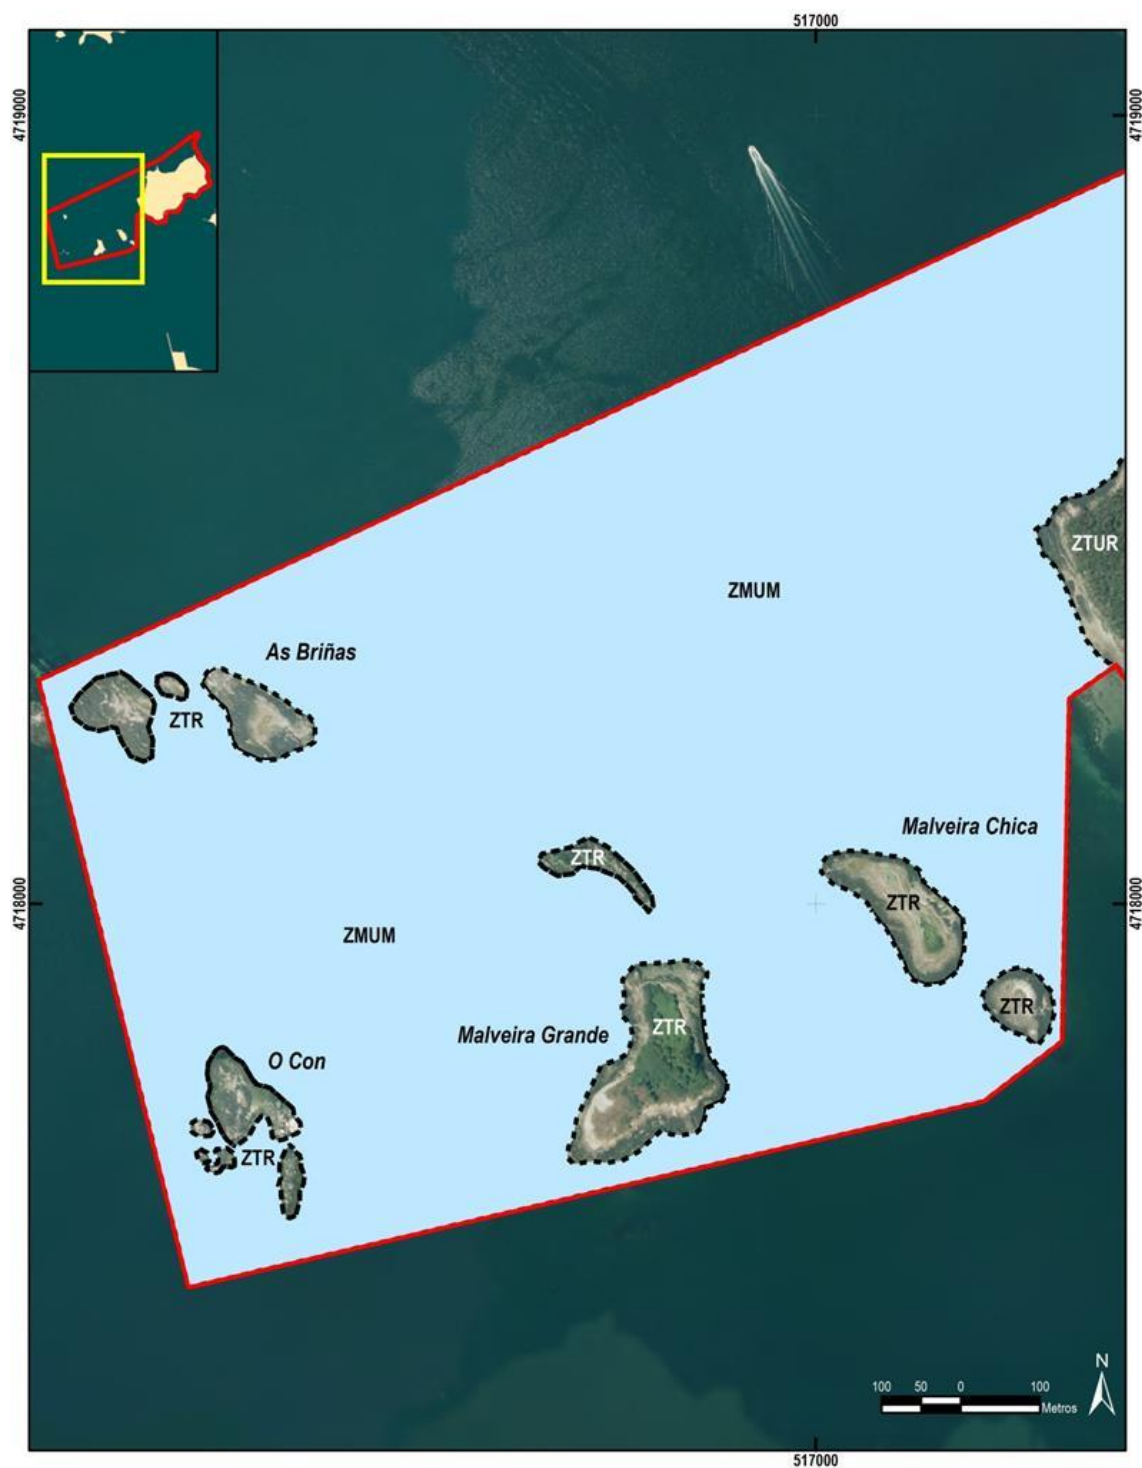 517000
4719000
4719000
ZTUR
ZMUM
As Briñas
ZTR
Malveira Chica
ZTR
ZTR
4718000
4718000
ZMUM
ZTR
Malveira Grande
ZTR
O Con
ZTR
N
100 50 0 100
Metros
517000